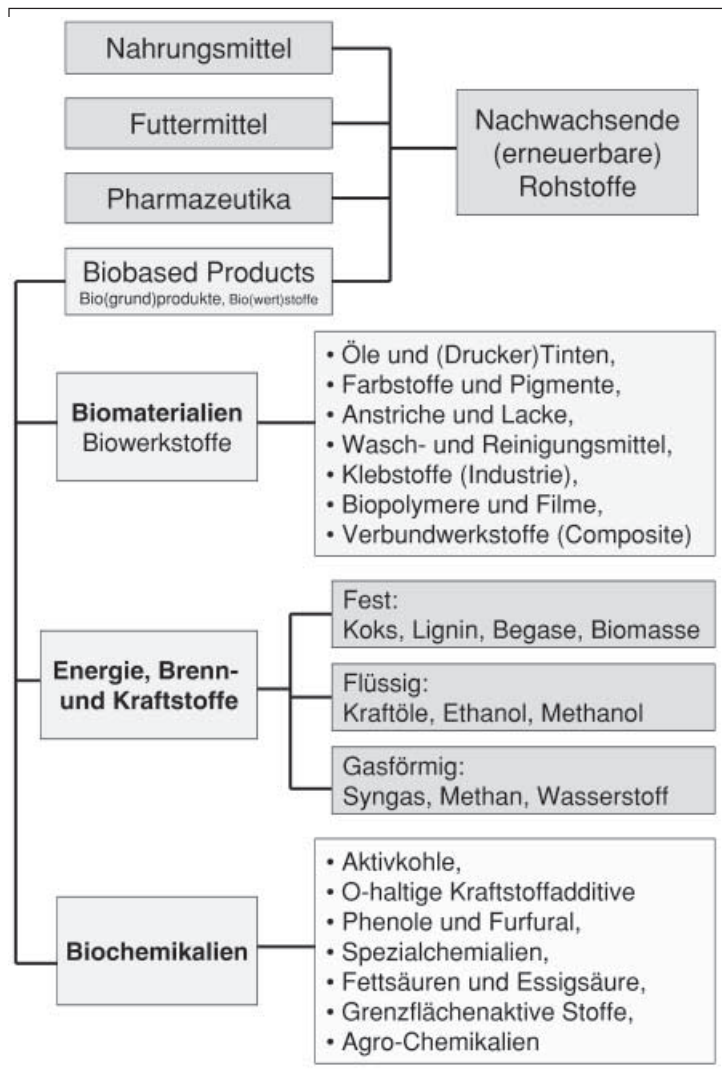 Nahrungsmittel
Futtermittel
Pharmazeutika
Biobased Products
Bio(grund)produkte, Bio(wert)stoffe
Nachwachsende
(erneuerbare)
Rohstoffe
Biomaterialien
Biowerkstoffe
• Öle und (Drucker)Tinten,
• Farbstoffe und Pigmente,
• Anstriche und Lacke,
• Wasch- und Reinigungsmittel,
• Klebstoffe (Industrie),
• Biopolymere und Filme,
• Verbundwerkstoffe (Composite)
Energie, Brenn-
und Kraftstoffe
Fest:
Koks, Lignin, Begase, Biomasse
Flüssig:
Kraftöle, Ethanol, Methanol
Gasförmig:
Syngas, Methan, Wasserstoff
Biochemikalien
• Aktivkohle,
• O-haltige Kraftstoffadditive
• Phenole und Furfural,
• Spezialchemialien,
• Fettsäuren und Essigsäure,
• Grenzflächenaktive Stoffe,
• Agro-Chemikalien